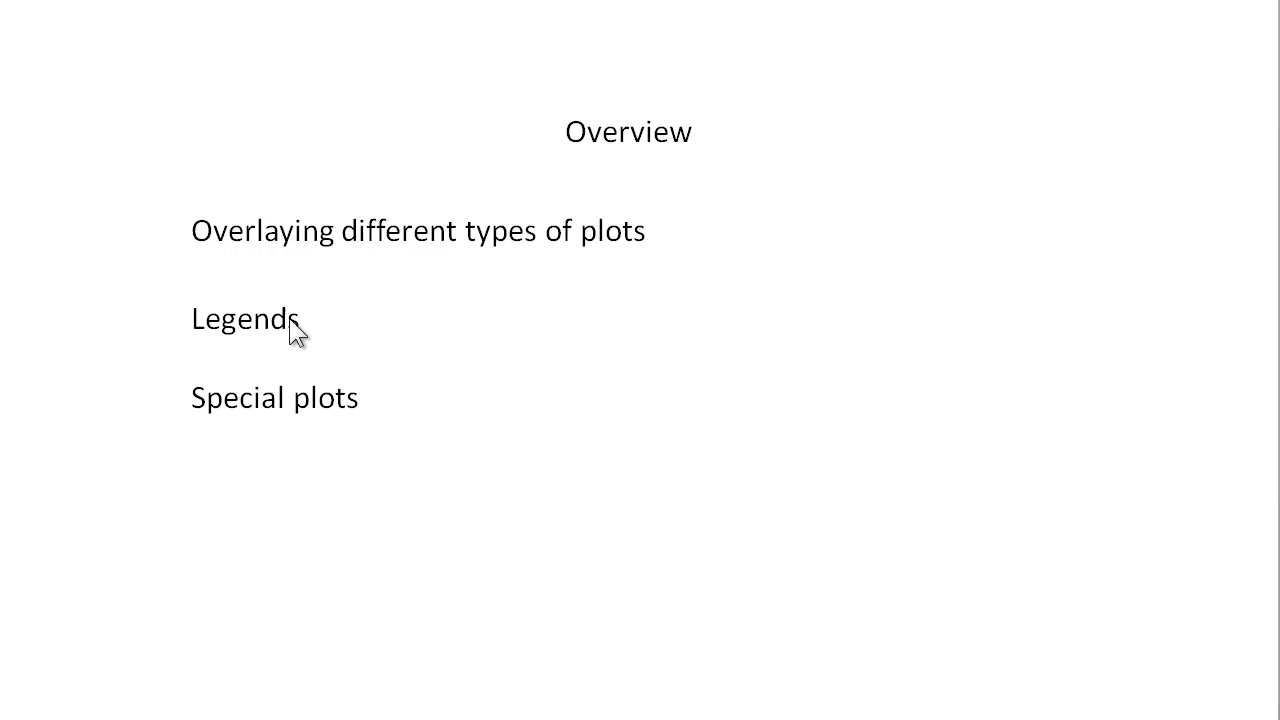 Overview
Overlaying different types of plots
Legends
Special plots